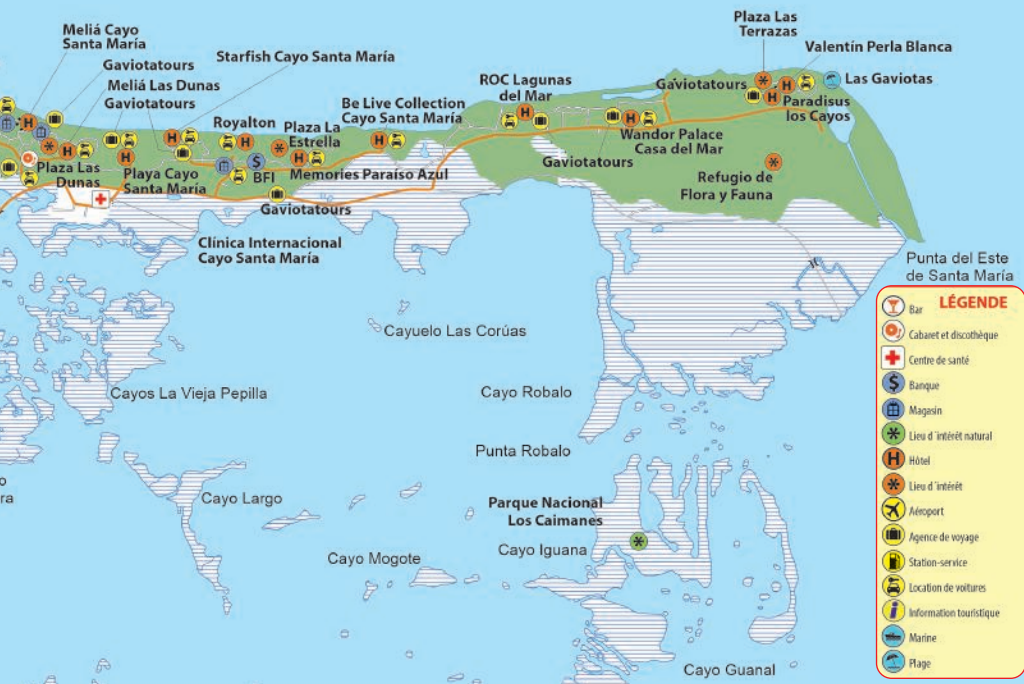 Meliá Cayo
Santa María
Gaviotatours
Meliá Las Dunas
Gaviotatours
Starfish Cayo Santa María
Royalton
Plaza La
Estrella
Be Live Collection
Cayo Santa María
ROC Lagunas
del Mar
Plaza Las
Terrazas
Valentín Perla Blanca
Gaviotatours
Las Gaviotas
Paradisus
los Cayos
Wandor Palace
Casa del Mar
Gaviotatours
Refugio de
Flora y Fauna
Plaza Las
Dunas
Playa Cayo
Santa María
BFI
Memories Paraíso Azul
Gaviotatours
Clínica Internacional
Cayo Santa María
Punta del Este
de Santa María
Cayuelo Las Corúas
Cayos La Vieja Pepilla
Cayo Robalo
Punta Robalo
Cayo Largo
Parque Nacional
Los Caimanes
Cayo Iguana
Cayo Mogote
Cayo Guanal
o
ra
LÉGENDE
Bar
Cabaret et discothèque
Centre de santé
Banque
Magasin
Lieu d´intérêt natural
Hôtel
Lieu d´intérêt
Aéroport
Agence de voyage
Station-service
Location de voitures
Information touristique
Marine
Plage